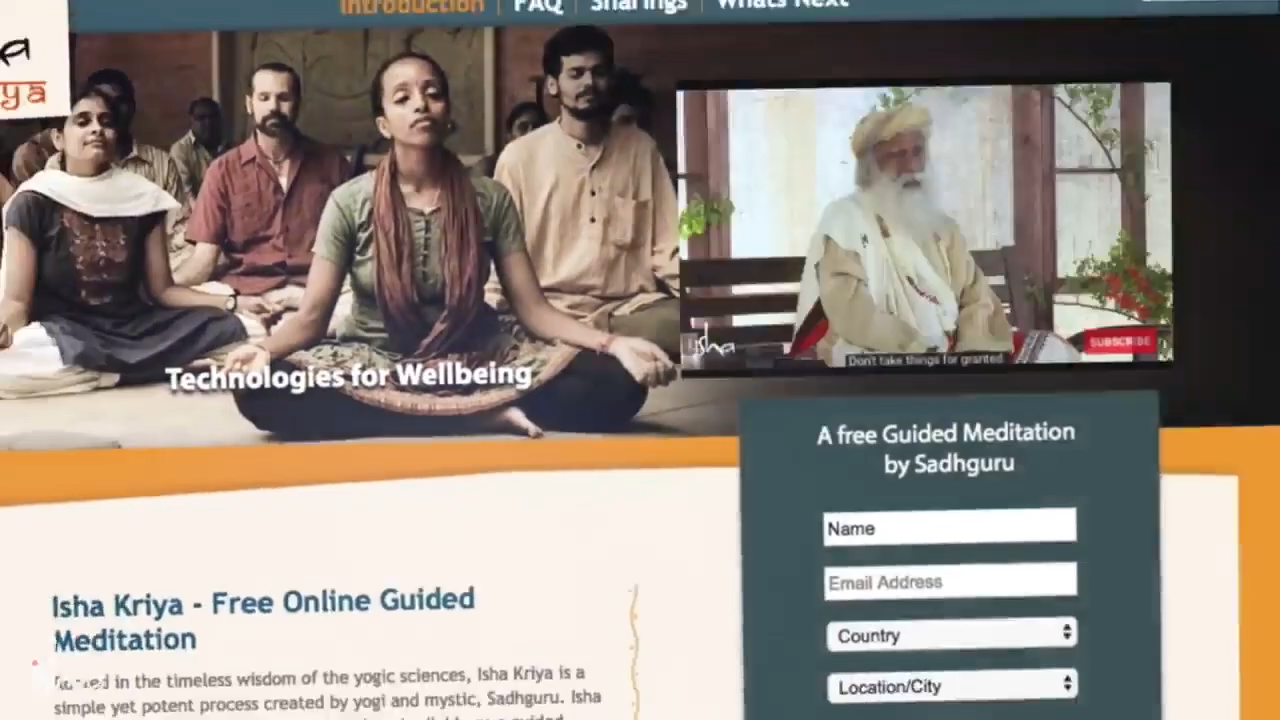 Introduction | FAQ | Sharings | Whats Next
a
ya
isha
SUBSCRIBE
Don't take things for granted
Technologies for Wellbeing
A free Guided Meditation
by Sadhguru
Name
Email Address
Country
Location/City
Isha Kriya - Free Online Guided
Meditation
in the timeless wisdom of the yogic sciences, Isha Kriya is a
simple yet potent process created by yogi and mystic, Sadhguru. Isha